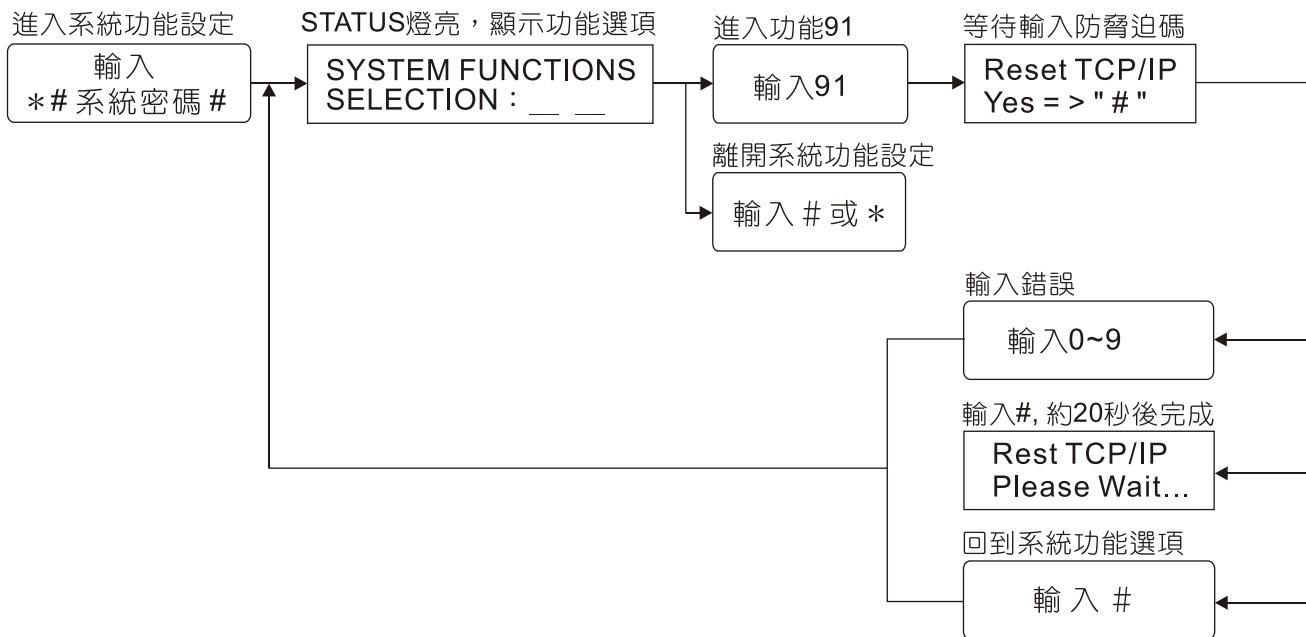 進入系統功能設定
輸入
＊# 系統密碼 #
STATUS燈亮，顯示功能選項
SYSTEM FUNCTIONS
SELECTION：__ __
進入功能91
輸入91
等待輸入防脅迫碼
Reset TCP/IP
Yes = > " # "
離開系統功能設定
輸入＃或＊
輸入錯誤
輸入0~9
輸入#, 約20秒後完成
Rest TCP/IP
Please Wait...
回到系統功能選項
輸入＃